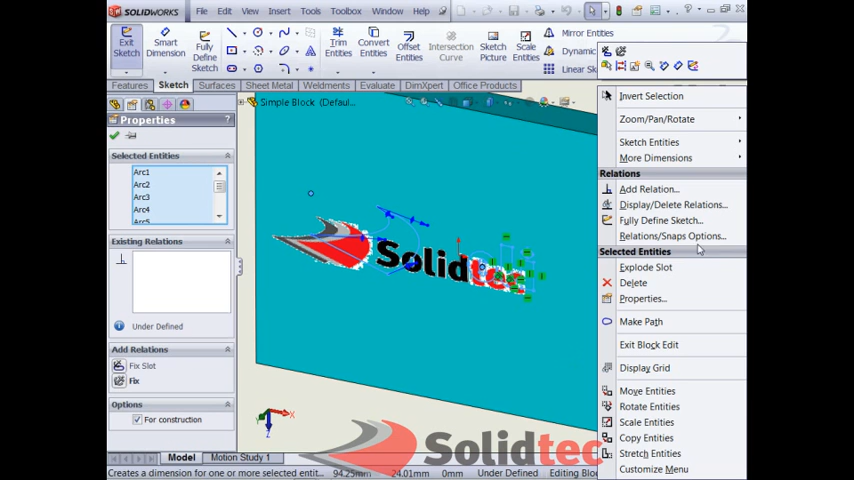 SOLIDWORKS
File Edit View Insert Tools Toolbox Window Help
Exit Sketch
Smart Dimension
Fully Define Sketch
Trim Entities
Convert Entities
Offset Entities
Intersection Curve
Sketch Picture
Scale Entities
Mirror Entities
Dynamic
Linear Sk
Features Sketch Surfaces Sheet Metal Weldments Evaluate DimXpert Office Products
Properties ?
Simple Block (Defaul...
Selected Entities
Arc1
Arc2
Arc3
Arc4
Arc5
Existing Relations
Under Defined
Add Relations
Fix Slot
Fix
Options
For construction
Solidtec
X
Y
Z
Invert Selection
Zoom/Pan/Rotate
Sketch Entities
More Dimensions
Relations
Add Relation...
Display/Delete Relations...
Fully Define Sketch...
Relations/Snaps Options...
Selected Entities
Explode Slot
Delete
Properties...
Make Path
Exit Block Edit
Display Grid
Move Entities
Rotate Entities
Scale Entities
Copy Entities
Stretch Entities
Customize Menu
Solidtec
Model Motion Study 1
Creates a dimension for one or more selected entit... 94.25mm 24.01mm 0mm Under Defined Editing Bloc